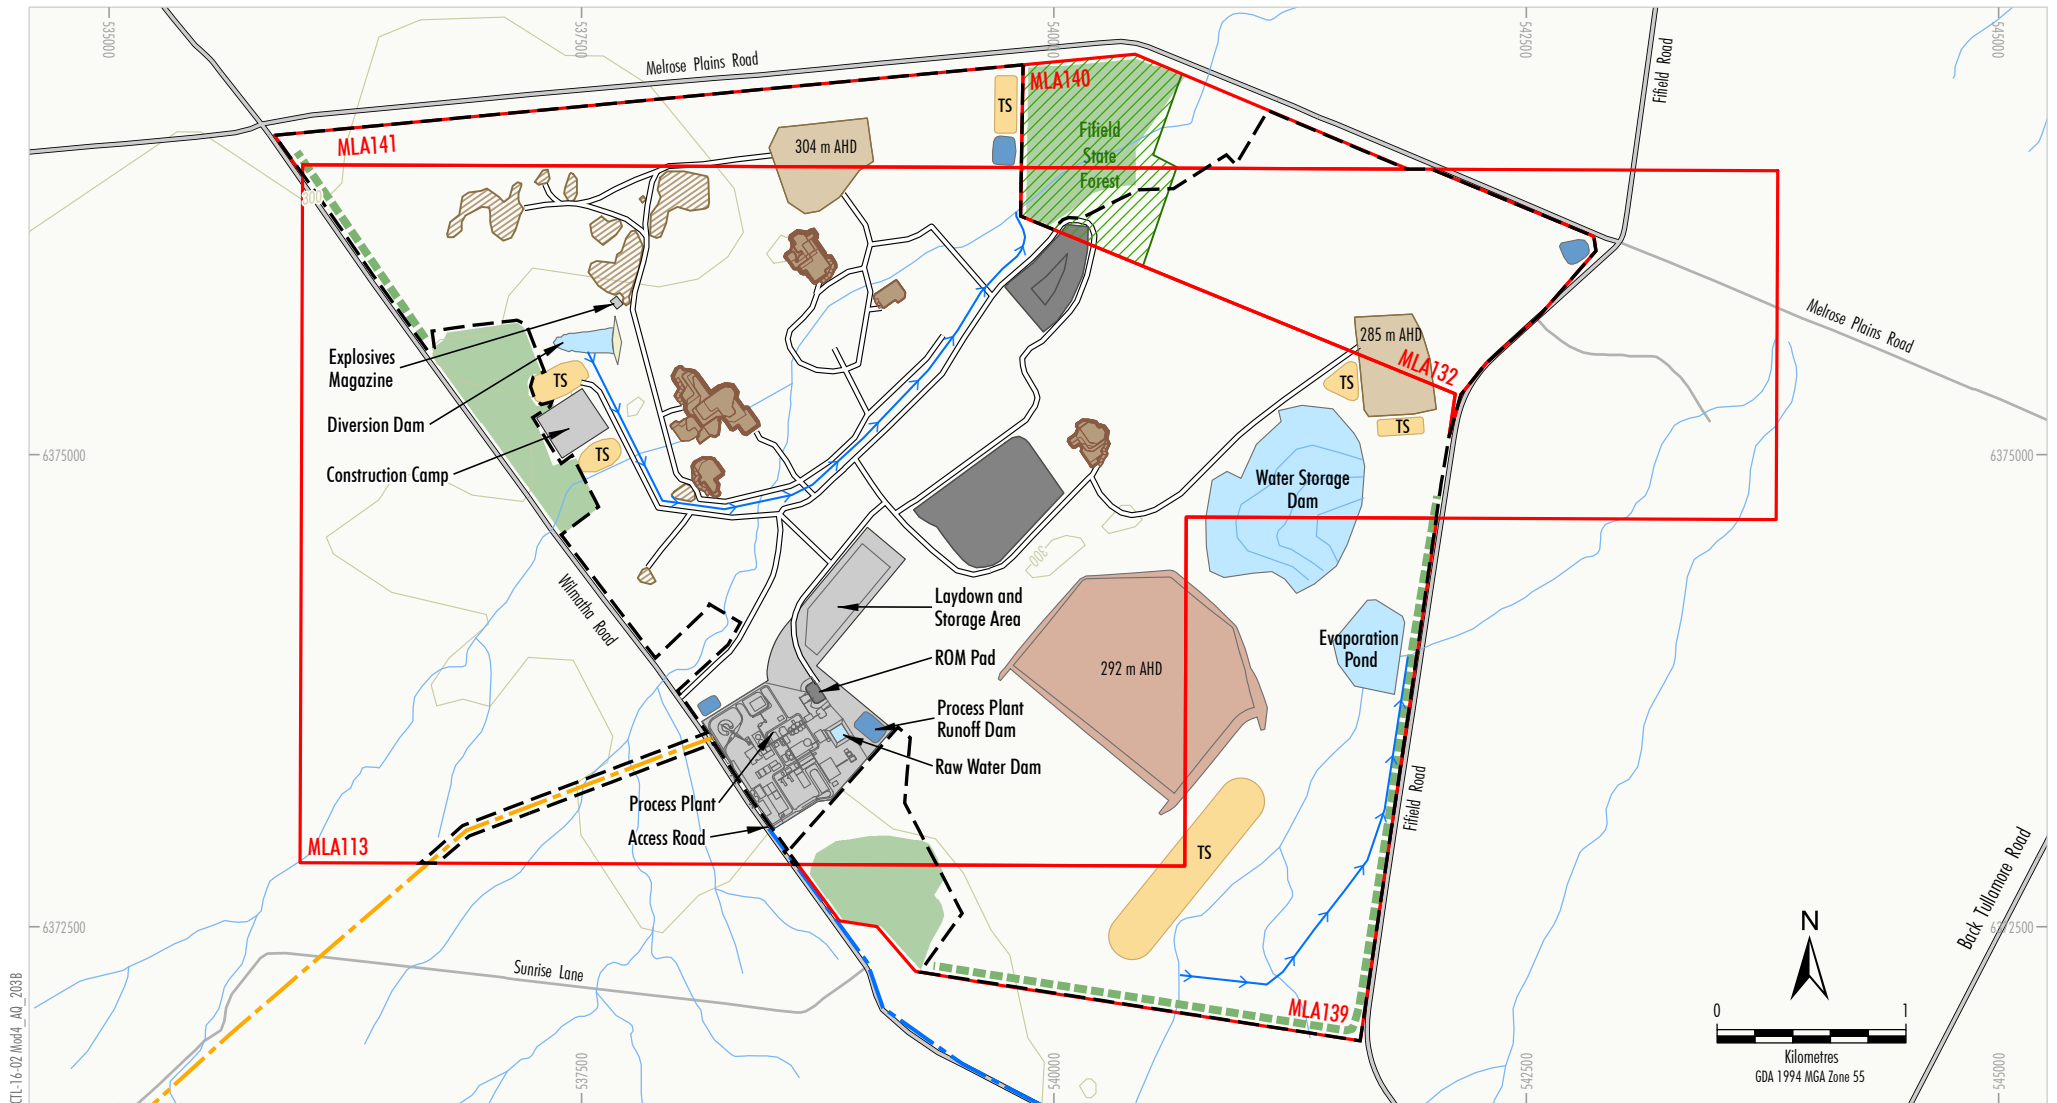 535000
537500
540000
542500
545000
Melrose Plains Road
Fifield Road
MLA140
TS
MLA141
304 m AHD
Fifield
State
Forest
300
Explosives
Magazine
Diversion Dam
Construction Camp
TS
TS
Melrose Plains Road
285 m AHD
MLA132
TS
TS
6375000
6375000
Water Storage
Dam
300
Wilmatha Road
Laydown and
Storage Area
ROM Pad
Process Plant
Runoff Dam
Raw Water Dam
Process Plant
Access Road
292 m AHD
Evaporation
Pond
Fifield Road
TS
MLA113
Back Tullamore Road
6372500
6372500
Sunrise Lane
MLA139
N
0
1
Kilometres
GDA 1994 MGA Zone 55
CTL-16-02 Mod4_AQ_203B
537500
540000
542500
545000